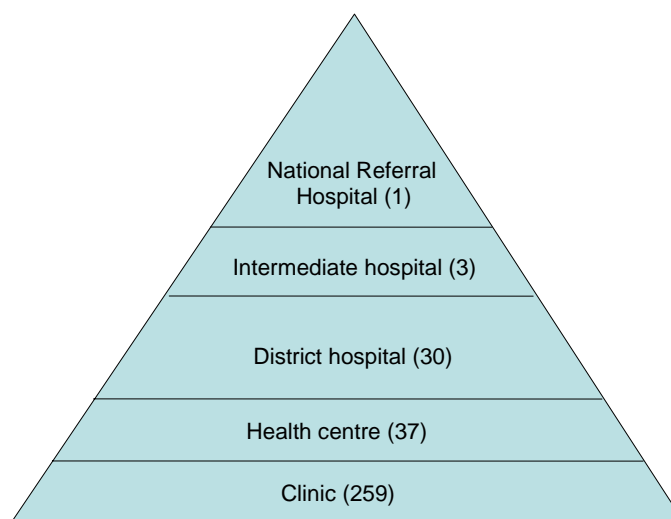 National Referral
Hospital (1)
Intermediate hospital (3)
District hospital (30)
Health centre (37)
Clinic (259)